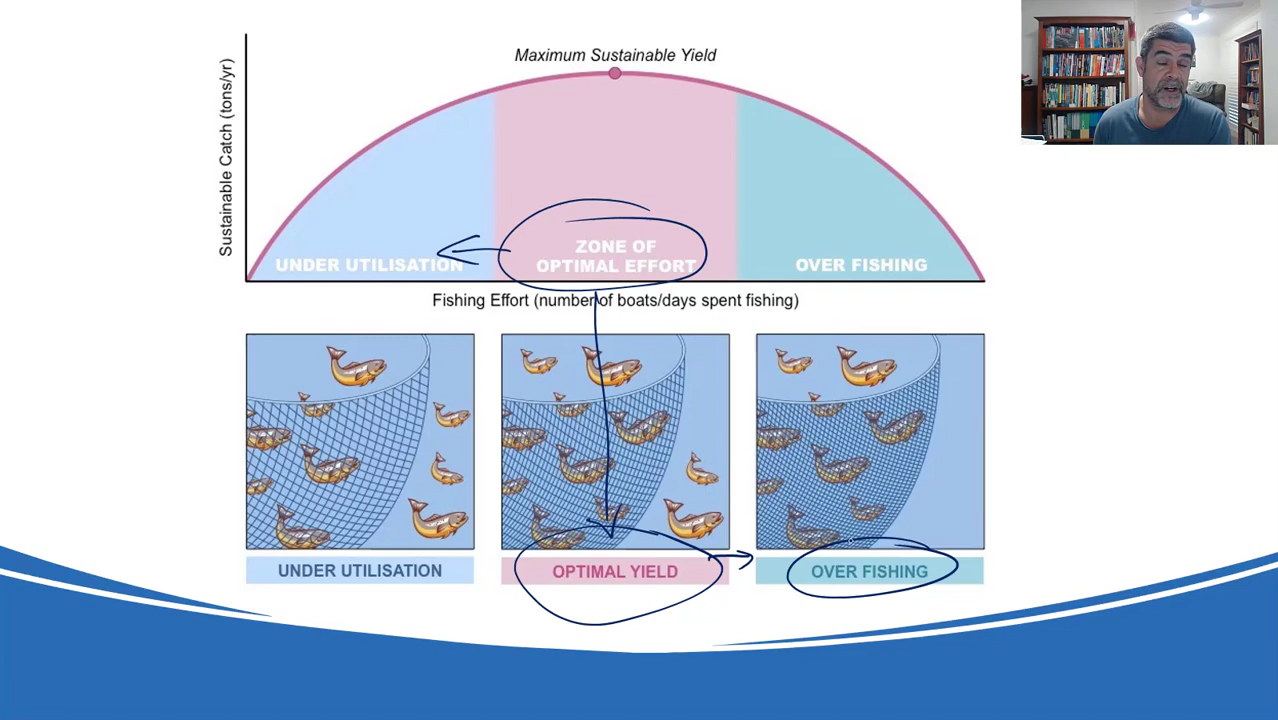 Maximum Sustainable Yield
Sustainable Catch (tons/yr)
UNDER UTILISATION
ZONE OF
OPTIMAL EFFORT
OVER FISHING
Fishing Effort (number of boats/days spent fishing)
UNDER UTILISATION
OPTIMAL YIELD
OVER FISHING